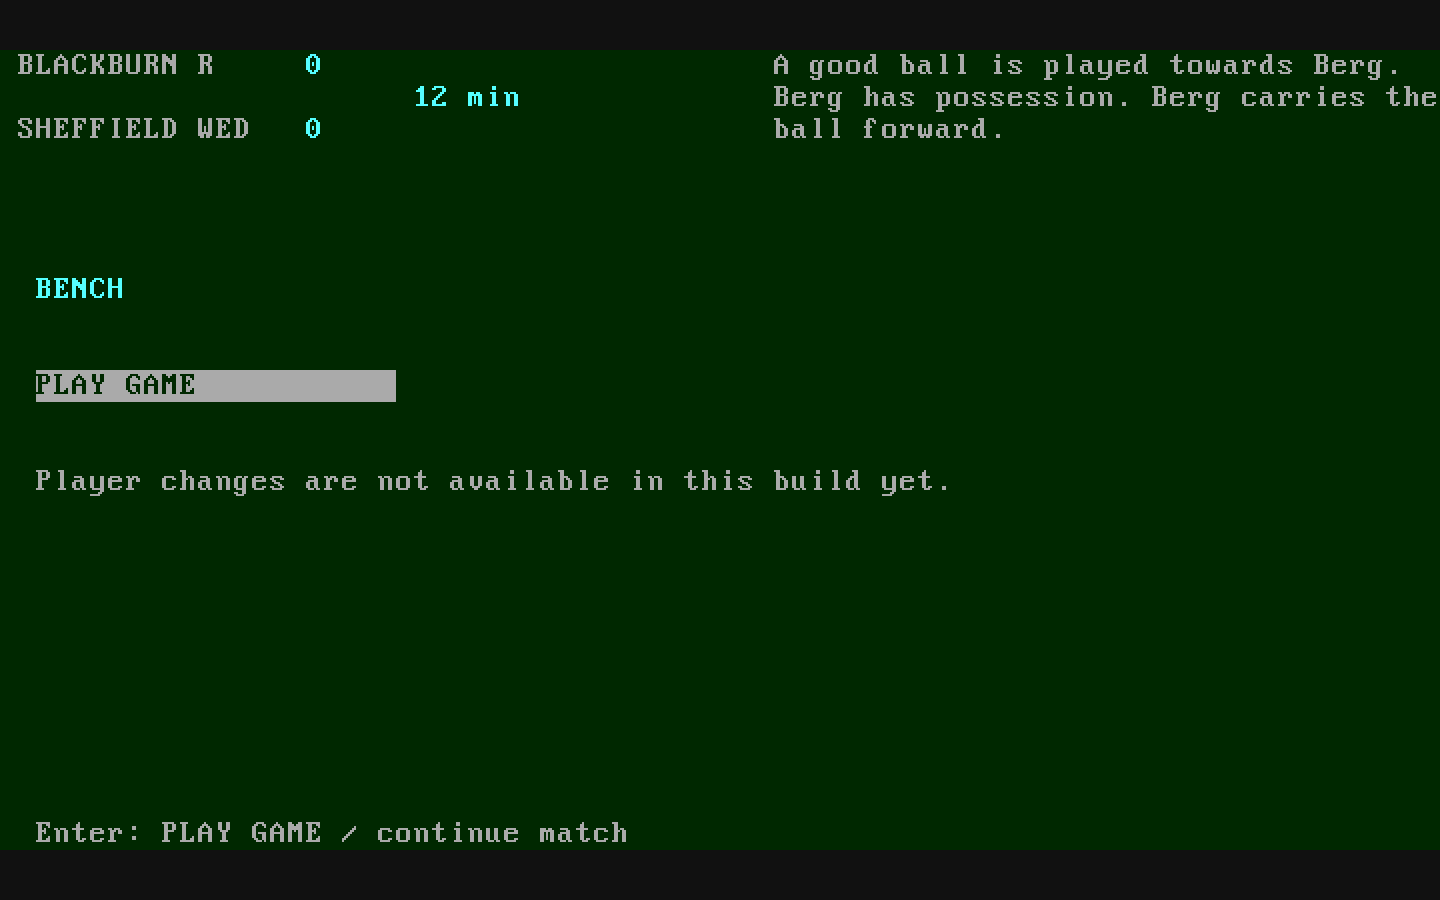 BLACKBURN R 0
12 min
SHEFFIELD WED 0
A good ball is played towards Berg.
Berg has possession. Berg carries the
ball forward.
BENCH
PLAY GAME
Player changes are not available in this build yet.
Enter: PLAY GAME / continue match